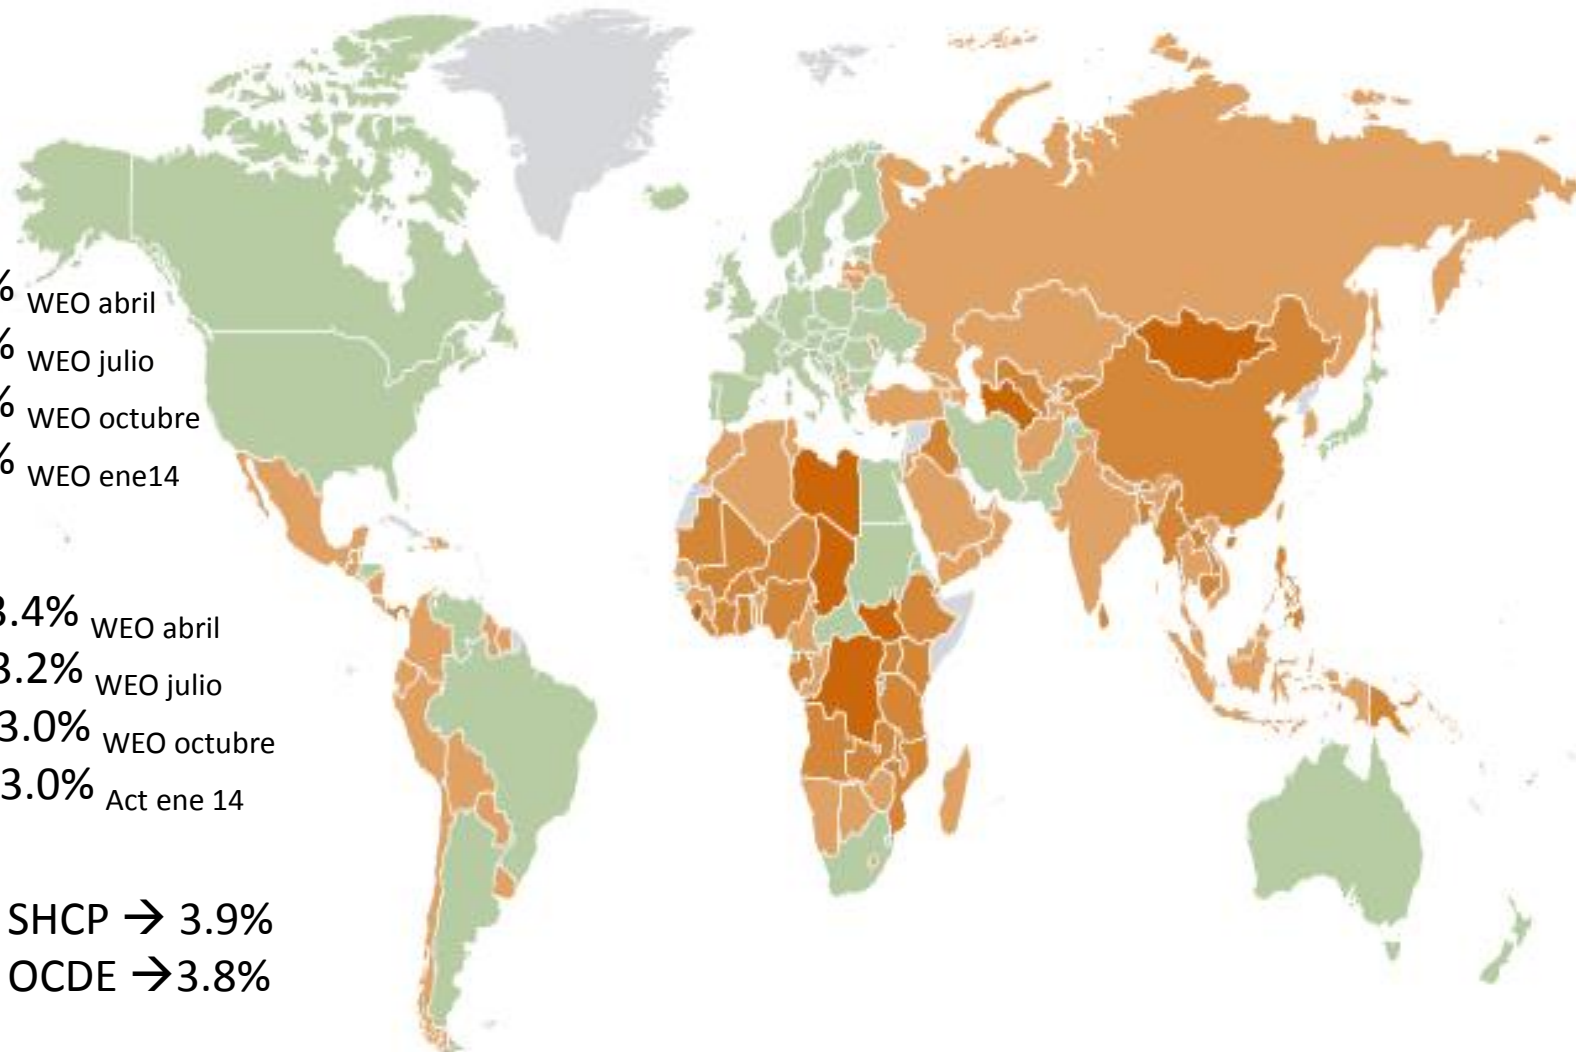 % WEO abril
% WEO julio
% WEO octubre
% WEO ene14
3.4% WEO abril
3.2% WEO julio
3.0% WEO octubre
3.0% Act ene 14
SHCP → 3.9%
OCDE →3.8%